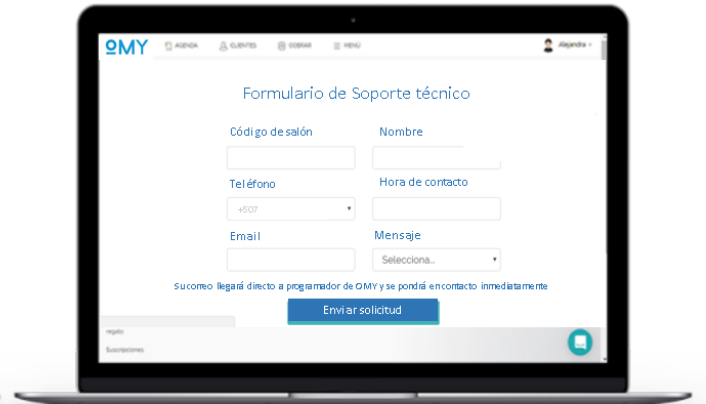 OMY AGENDA CLIENTES COBRAR MENÚ Alejandra
Formulario de Soporte técnico
Código de salón Nombre
Teléfono Hora de contacto
+507
Email Mensaje
Selecciona...
Su correo llegará directo a programador de OMY y se pondrá en contacto inmediatamente
Enviar solicitud
regalo
Suscripciones